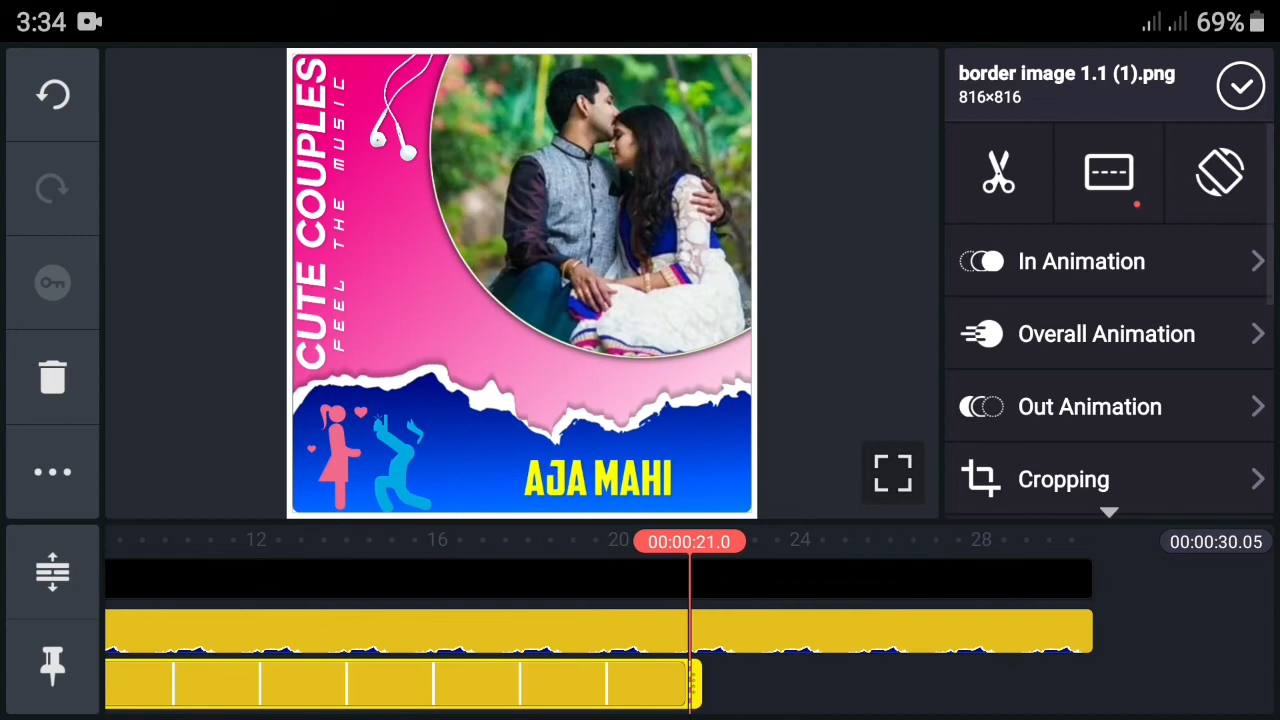 3:34
69%
border image 1.1 (1).png
816×816
CUTE COUPLES
FEEL THE MUSIC
AJA MAHI
In Animation
Overall Animation
Out Animation
Cropping
12
16
20
00:00:21.0
24
28
00:00:30.05